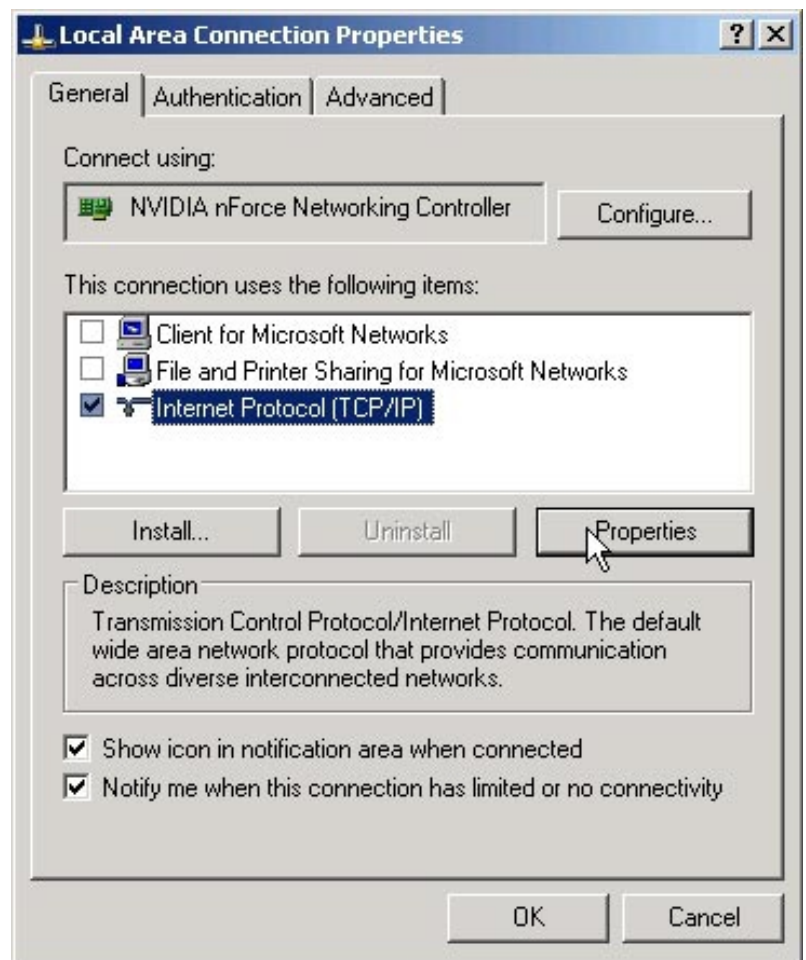 Local Area Connection Properties
General Authentication Advanced
Connect using:
NVIDIA nForce Networking Controller Configure...
This connection uses the following items:
Client for Microsoft Networks
File and Printer Sharing for Microsoft Networks
Internet Protocol (TCP/IP)
Install... Uninstall Properties
Description
Transmission Control Protocol/Internet Protocol. The default
wide area network protocol that provides communication
across diverse interconnected networks.
Show icon in notification area when connected
Notify me when this connection has limited or no connectivity
OK Cancel